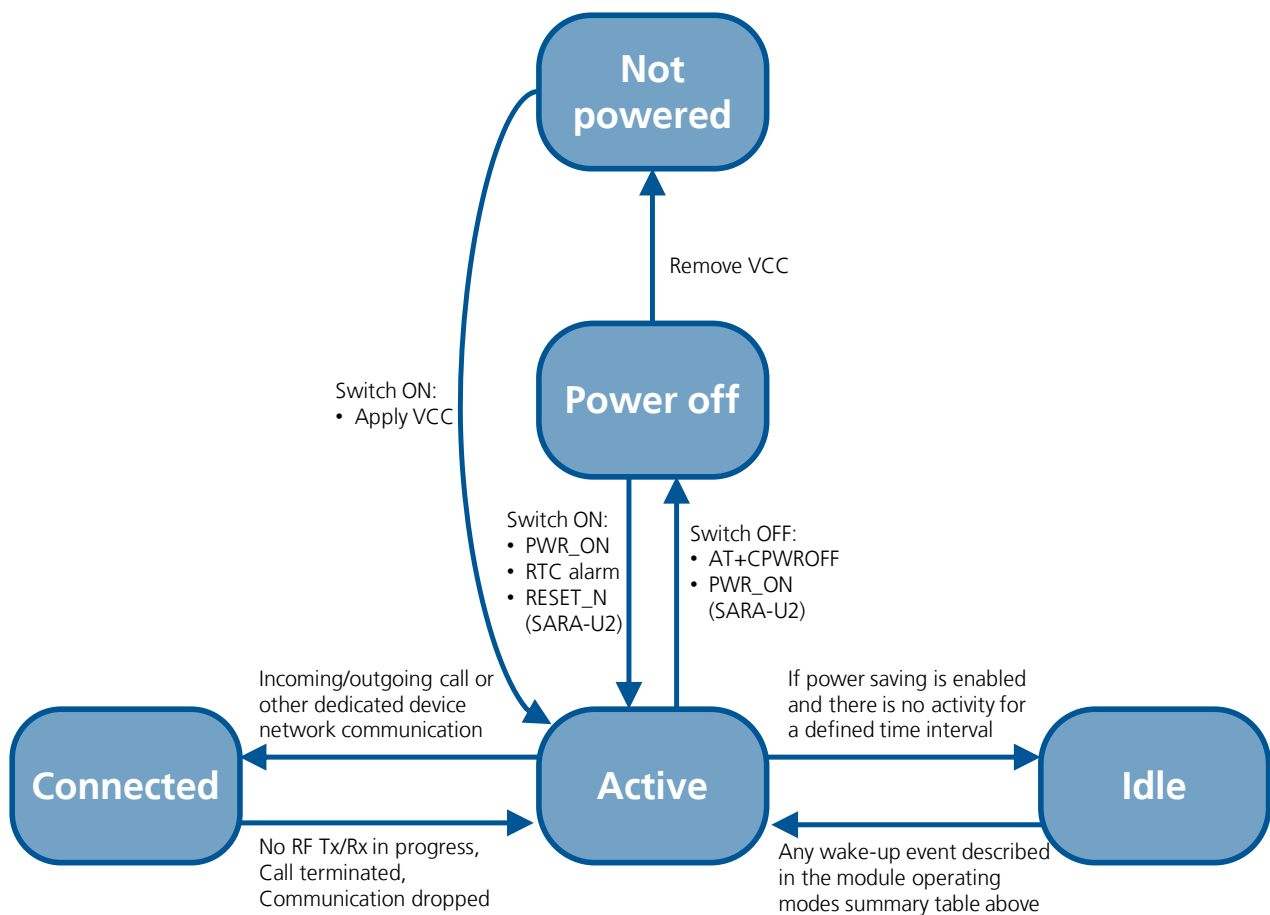 Not
powered
Remove VCC
Switch ON:
• Apply VCC
Power off
Switch ON:
• PWR_ON
• RTC alarm
• RESET_N
(SARA-U2)
Switch OFF:
• AT+CPWROFF
• PWR_ON
(SARA-U2)
Incoming/outgoing call or
other dedicated device
network communication
If power saving is enabled
and there is no activity for
a defined time interval
Connected
Active
Idle
No RF Tx/Rx in progress,
Call terminated,
Communication dropped
Any wake-up event described
in the module operating
modes summary table above